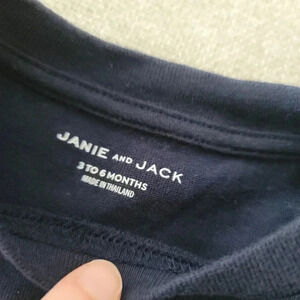 JANIE AND JACK
3 TO 6 MONTHS
MADE IN THAILAND